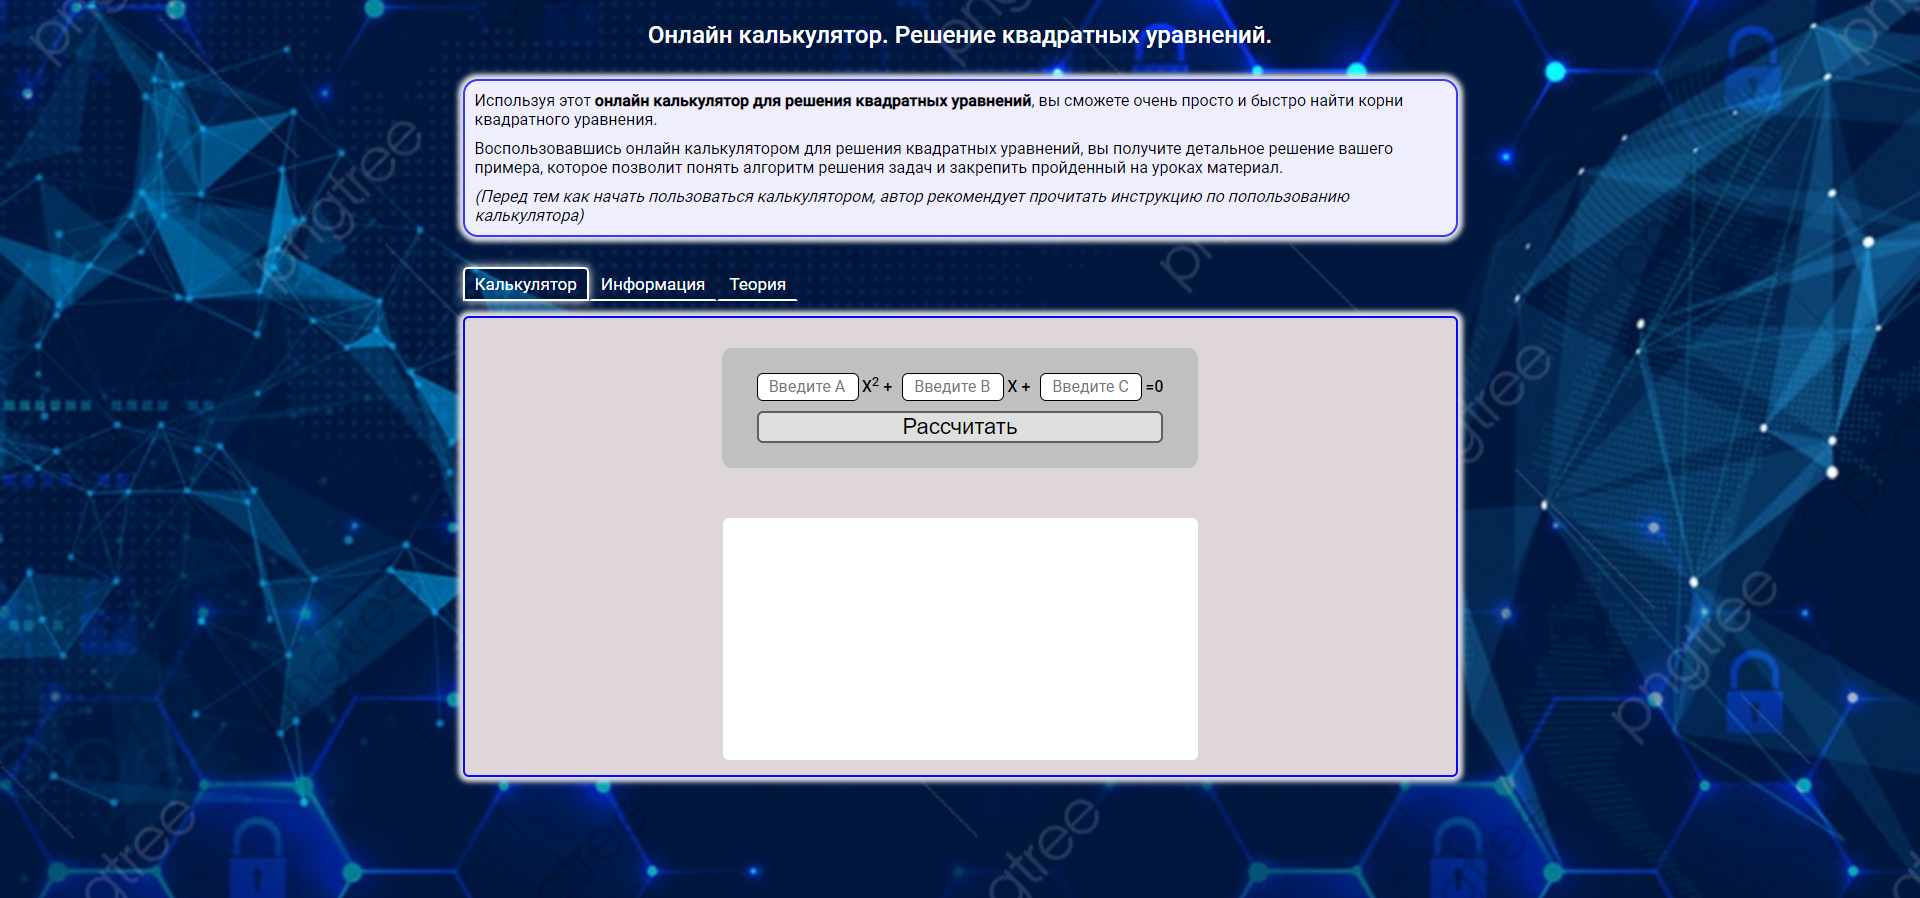 Онлайн калькулятор. Решение квадратных уравнений.
Используя этот онлайн калькулятор для решения квадратных уравнений, вы сможете очень просто и быстро найти корни
квадратного уравнения.
Воспользовавшись онлайн калькулятором для решения квадратных уравнений, вы получите детальное решение вашего
примера, которое позволит понять алгоритм решения задач и закрепить пройденный на уроках материал.
(Перед тем как начать пользоваться калькулятором, автор рекомендует прочитать инструкцию по попользованию
калькулятора)
Калькулятор Информация Теория
Введите A X² + Введите B X + Введите C =0
Рассчитать
pngtree
pngtree
pngtree
pngtree
pngtree